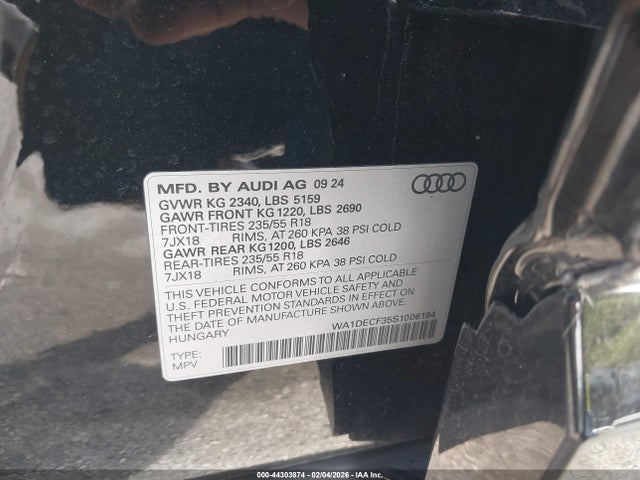 MFD. BY AUDI AG 09 24
GVWR KG 2340, LBS 5159
GAWR FRONT KG 1220, LBS 2690
FRONT-TIRES 235/55 R18
7JX18 RIMS, AT 260 KPA 38 PSI COLD
GAWR REAR KG1200, LBS 2646
REAR-TIRES 235/55 R18
7JX18 RIMS, AT 260 KPA 38 PSI COLD
THIS VEHICLE CONFORMS TO ALL APPLICABLE
U.S. FEDERAL MOTOR VEHICLE SAFETY AND
THEFT PREVENTION STANDARDS IN EFFECT ON
THE DATE OF MANUFACTURE SHOWN ABOVE.
HUNGARY
WA1DECF35S1006194
TYPE:
MPV
000-44303874 - 02/04/2026 - IAA Inc.